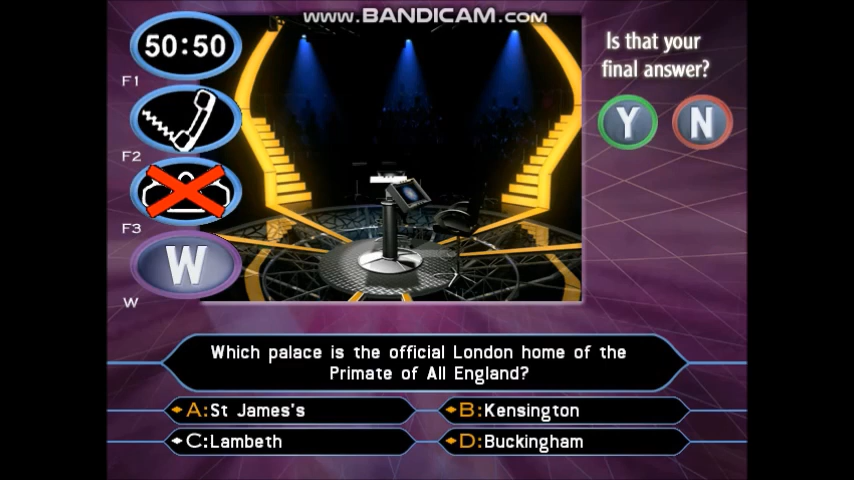 www.BANDICAM.com
50:50
F1
F2
F3
W
W
Is that your
final answer?
Y N
Which palace is the official London home of the
Primate of All England?
A:St James's
B:Kensington
C:Lambeth
D:Buckingham